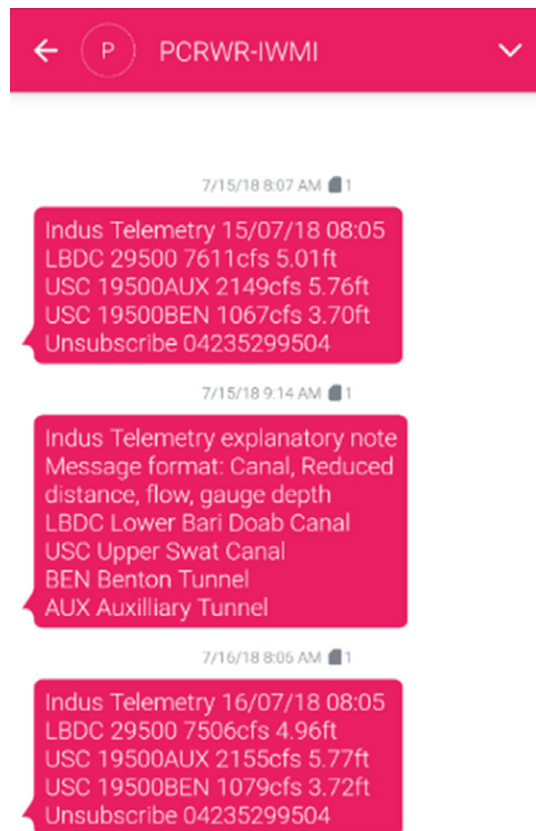 P PCRWR-IWMI
7/15/18 8:07 AM 1
Indus Telemetry 15/07/18 08:05
LBDC 29500 7611cfs 5.01ft
USC 19500AUX 2149cfs 5.76ft
USC 19500BEN 1067cfs 3.70ft
Unsubscribe 04235299504
7/15/18 9:14 AM 1
Indus Telemetry explanatory note
Message format: Canal, Reduced
distance, flow, gauge depth
LBDC Lower Bari Doab Canal
USC Upper Swat Canal
BEN Benton Tunnel
AUX Auxilliary Tunnel
7/16/18 8:06 AM 1
Indus Telemetry 16/07/18 08:05
LBDC 29500 7506cfs 4.96ft
USC 19500AUX 2155cfs 5.77ft
USC 19500BEN 1079cfs 3.72ft
Unsubscribe 04235299504